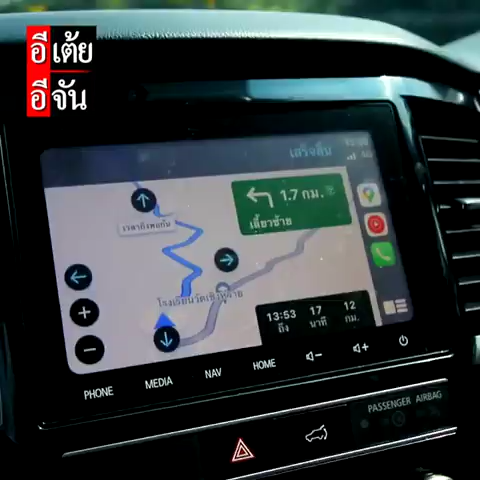 อีเต้ย
อีจัน
เสร็จสิ้น
1.7 กม.
เลี้ยวซ้าย
13:53 17 12
ถึง นาที กม.
PHONE MEDIA NAV HOME
PASSENGER AIRBAG